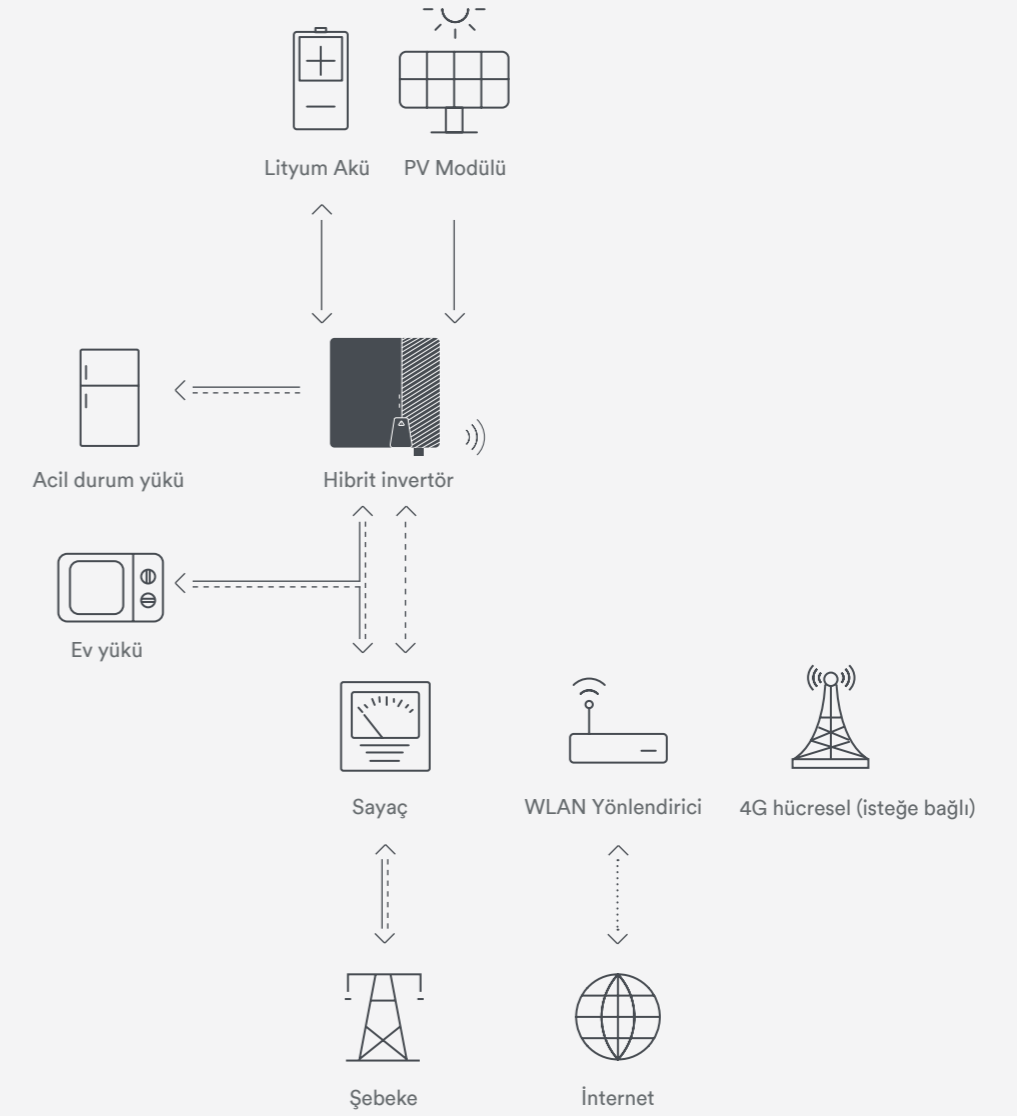 Lityum Akü
PV Modülü
Acil durum yükü
Hibrit invertör
Ev yükü
Sayaç
WLAN Yönlendirici
4G hücresel (isteğe bağlı)
Şebeke
İnternet